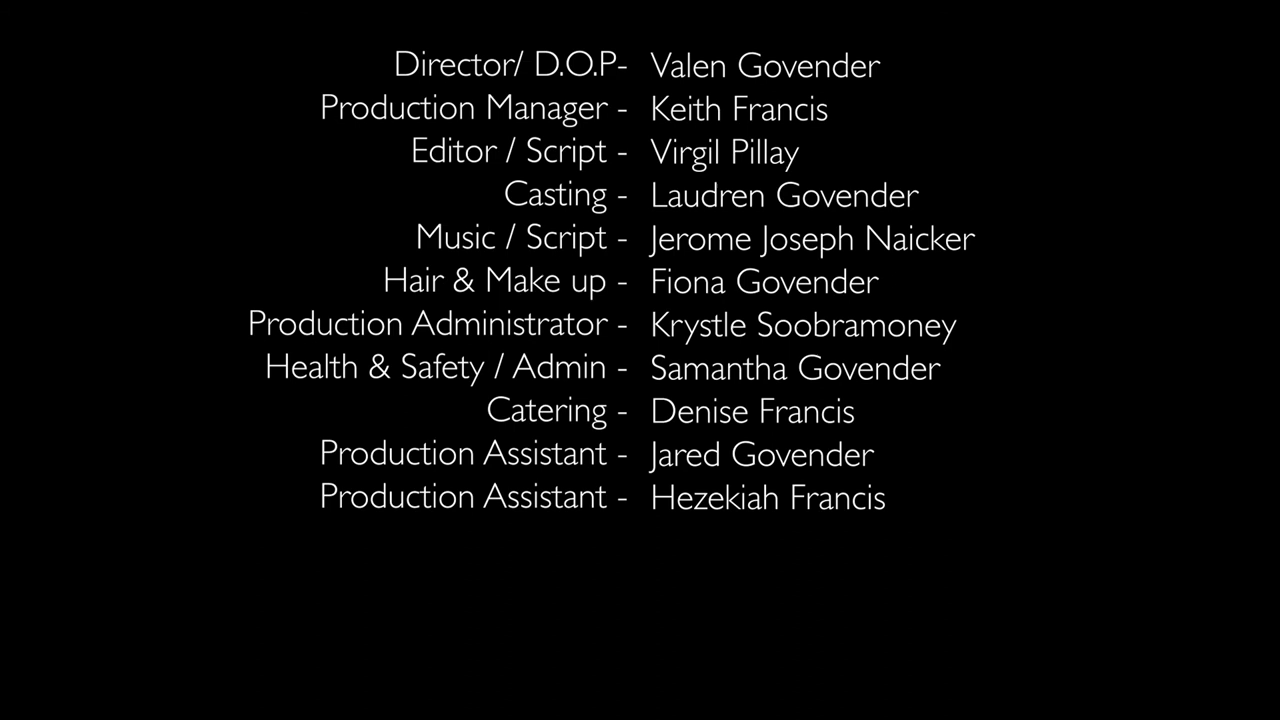 Director/ D.O.P- Valen Govender
Production Manager - Keith Francis
Editor / Script - Virgil Pillay
Casting - Laudren Govender
Music / Script - Jerome Joseph Naicker
Hair & Make up - Fiona Govender
Production Administrator - Krystle Soobramoney
Health & Safety / Admin - Samantha Govender
Catering - Denise Francis
Production Assistant - Jared Govender
Production Assistant - Hezekiah Francis